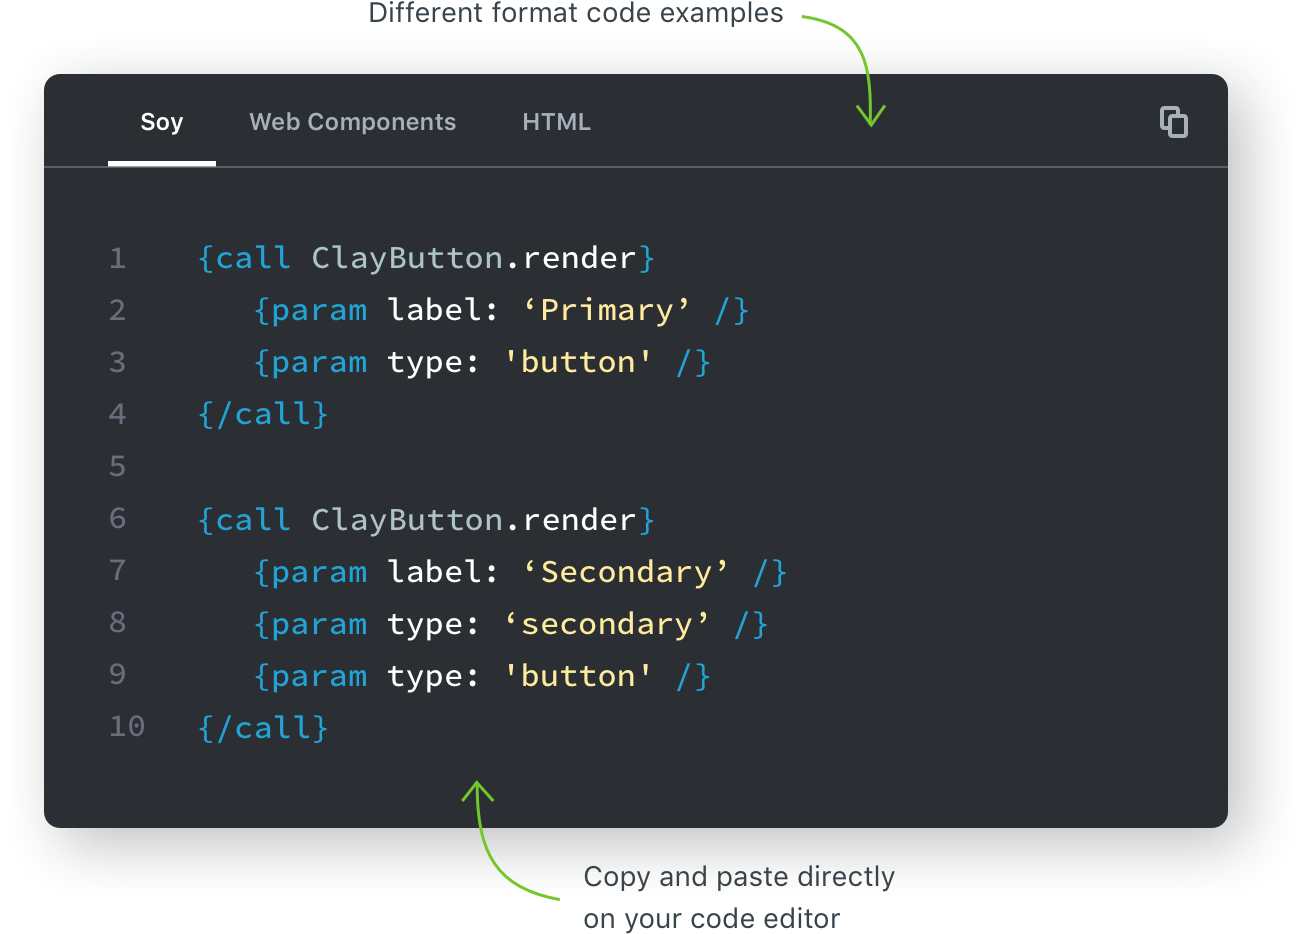 Different format code examples
Soy Web Components HTML
1 {call ClayButton.render}
2 {param label: ‘Primary’ /}
3 {param type: 'button' /}
4 {/call}
5
6 {call ClayButton.render}
7 {param label: ‘Secondary’ /}
8 {param type: ‘secondary’ /}
9 {param type: 'button' /}
10 {/call}
Copy and paste directly
on your code editor